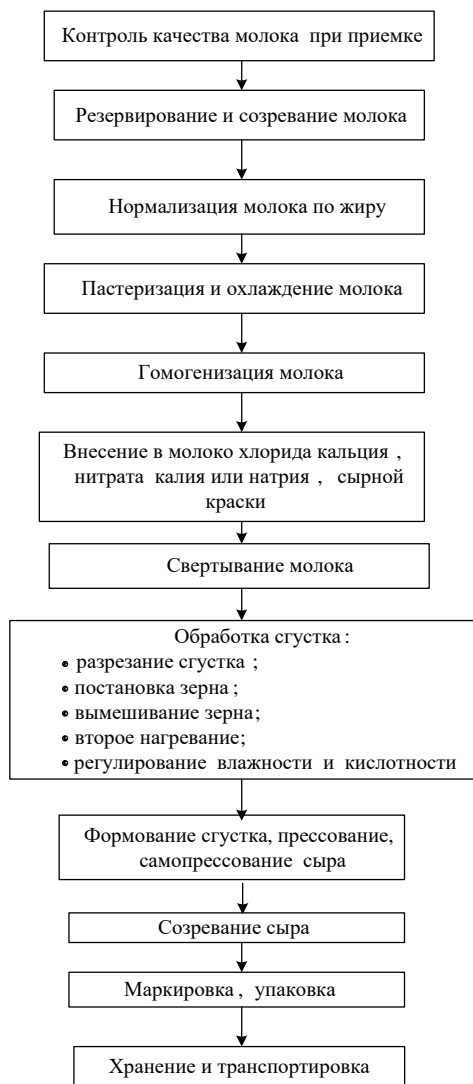 Контроль качества молока при приемке
Резервирование и созревание молока
Нормализация молока по жиру
Пастеризация и охлаждение молока
Гомогенизация молока
Внесение в молоко хлорида кальция ,
нитрата калия или натрия , сырной
краски
Свертывание молока
Обработка сгустка :
• разрезание сгустка ;
• постановка зерна ;
• вымешивание зерна;
• второе нагревание;
• регулирование влажности и кислотности
Формование сгустка, прессование,
самопрессование сыра
Созревание сыра
Маркировка , упаковка
Хранение и транспортировка